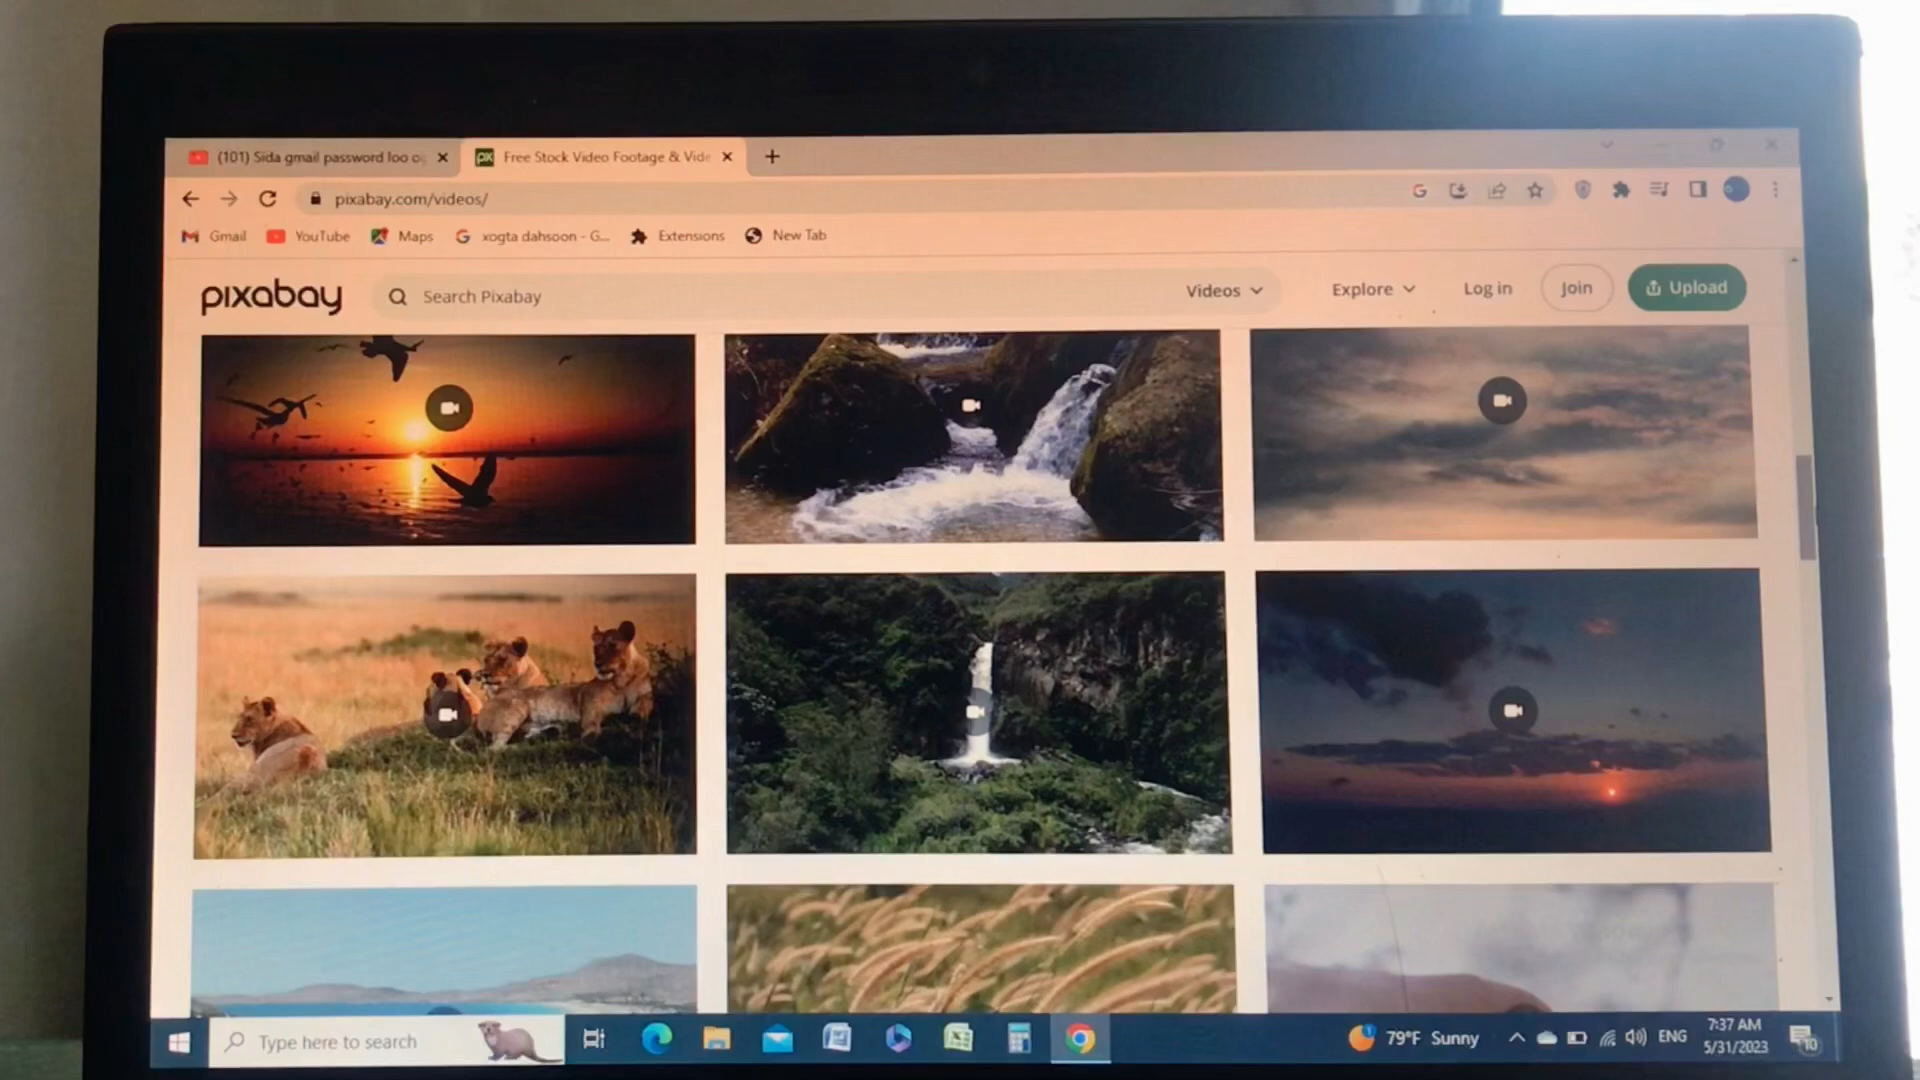 (101) Sida gmail password loo o
Free Stock Video Footage & Vide
pixabay.com/videos/
Gmail
YouTube
Maps
xogta dahsoon - G...
Extensions
New Tab
pixabay
Search Pixabay
Videos
Explore
Log in
Join
Upload
Type here to search
79°F Sunny
ENG
7:37 AM
5/31/2023
10